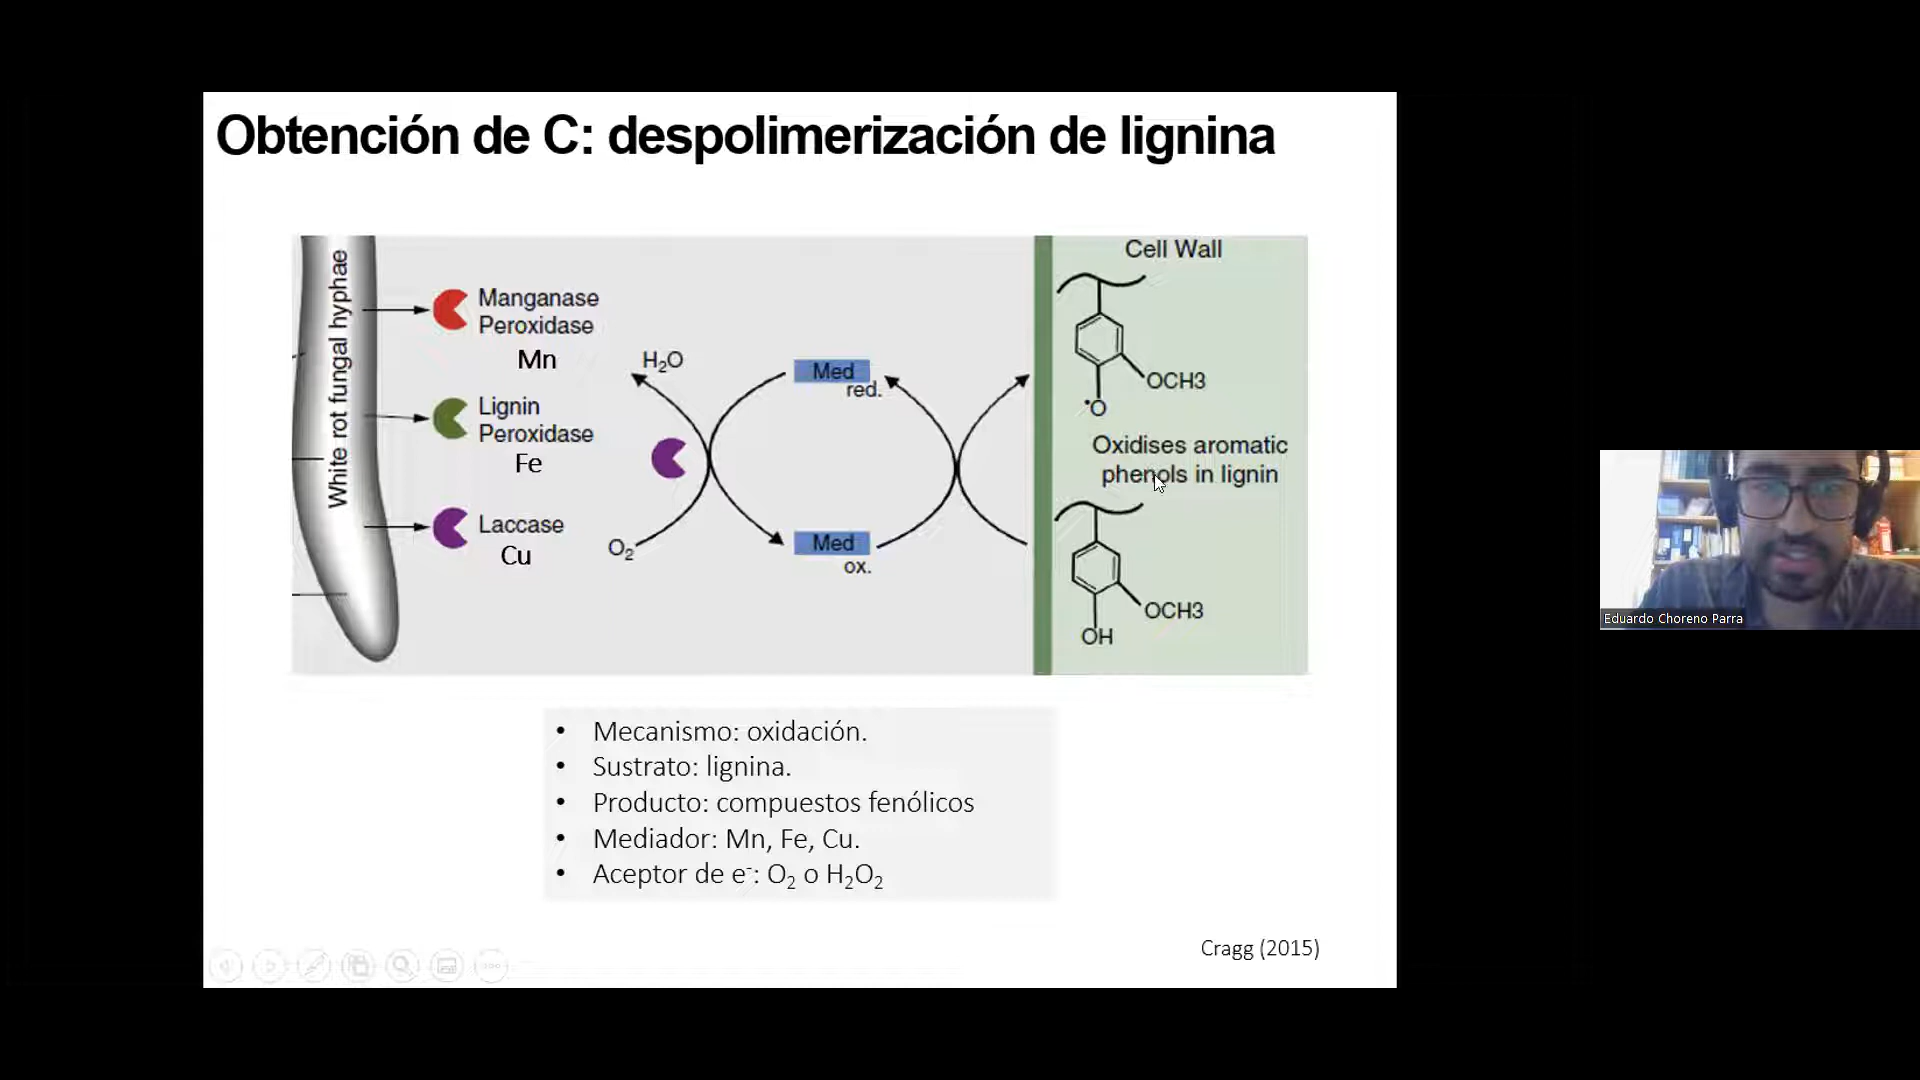 Obtención de C: despolimerización de lignina
White rot fungal hyphae
Manganase
Peroxidase
Mn
Lignin
Peroxidase
Fe
Laccase
Cu
H₂O
O₂
Med
red.
Med
ox.
Cell Wall
OCH3
•O
Oxidises aromatic
phenols in lignin
OCH3
OH
• Mecanismo: oxidación.
• Sustrato: lignina.
• Producto: compuestos fenólicos
• Mediador: Mn, Fe, Cu.
• Aceptor de e⁻: O₂ o H₂O₂
Cragg (2015)
Eduardo Choreno Parra